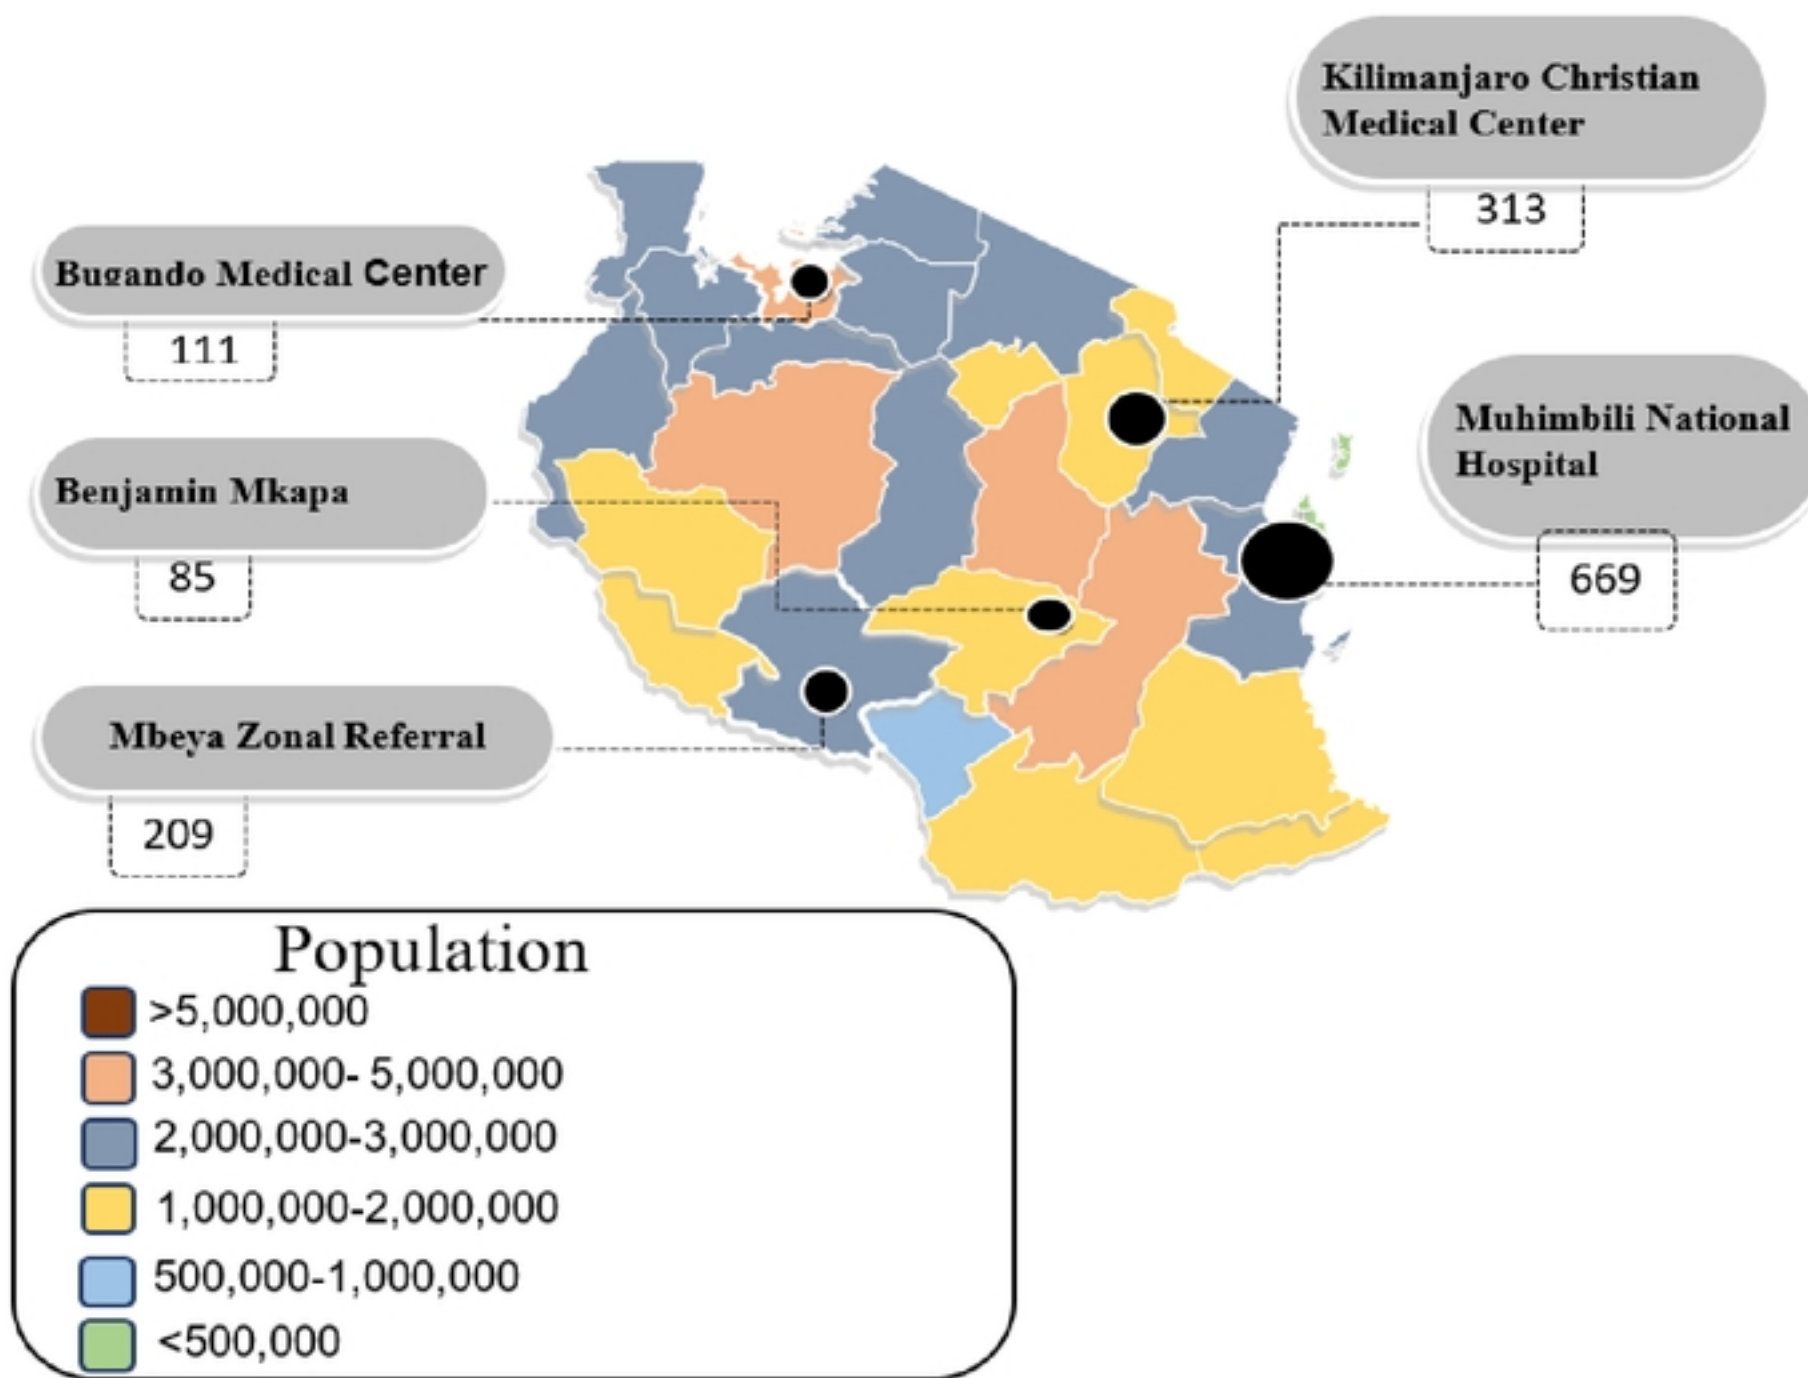 Kilimanjaro Christian
Medical Center
313
Bugando Medical Center
111
Muhimbili National
Hospital
669
Benjamin Mkapa
85
Mbeya Zonal Referral
209
Population
>5,000,000
3,000,000- 5,000,000
2,000,000-3,000,000
1,000,000-2,000,000
500,000-1,000,000
<500,000